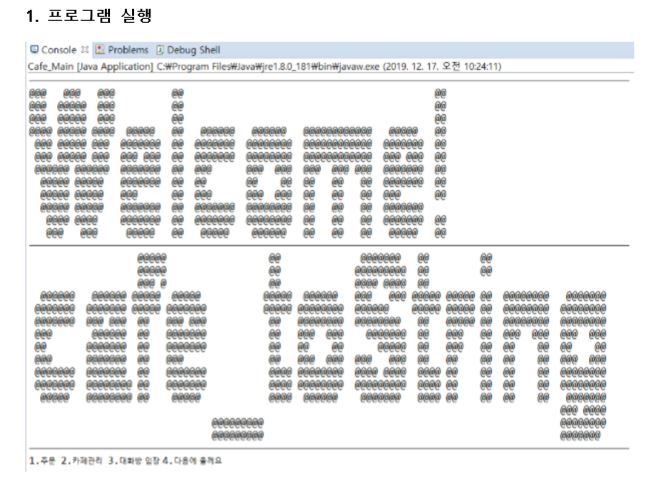 1. 프로그램 실행
Console Problems Debug Shell
Cafe_Main [Java Application] C:₩Program Files₩Java₩jre1.8.0_181₩bin₩javaw.exe (2019. 12. 17. 오전 10:24:11)
Welcome!
cafe_to
1.주문 2.카페관리 3.대화방 입장 4.다음에 올게요